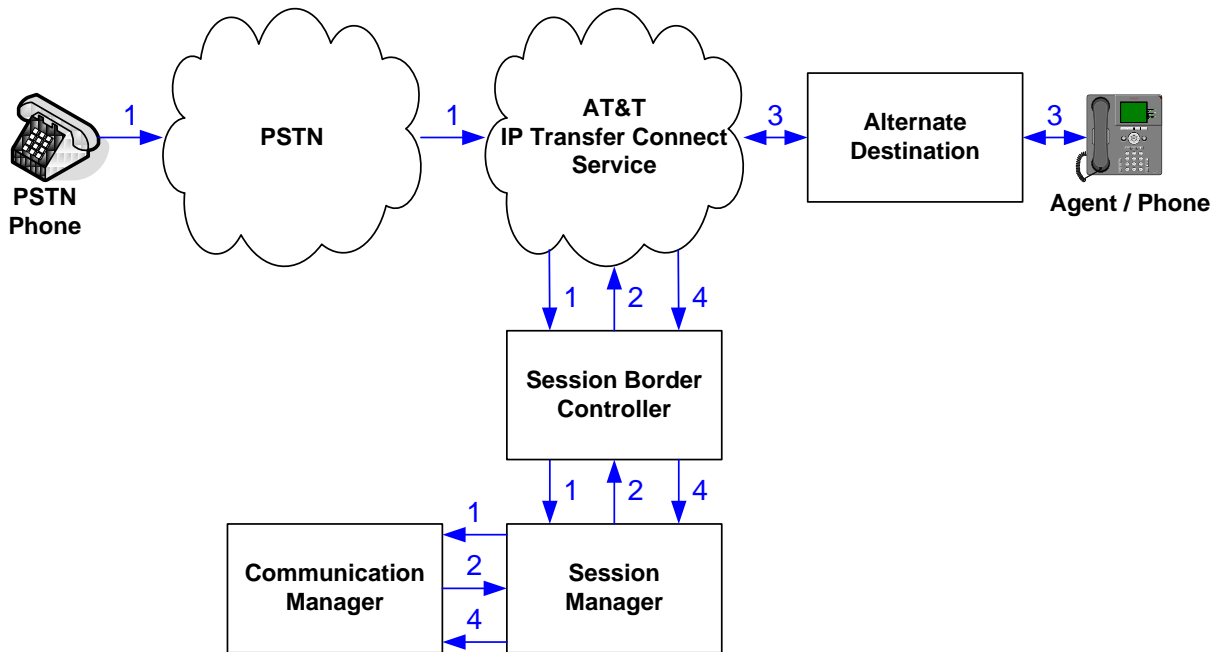 1
PSTN
1
AT&T
IP Transfer Connect
Service
3
Alternate
Destination
3
PSTN
Phone
Agent / Phone
1
2
4
Session Border
Controller
1
2
4
1
Communication
Manager
2
Session
Manager
4